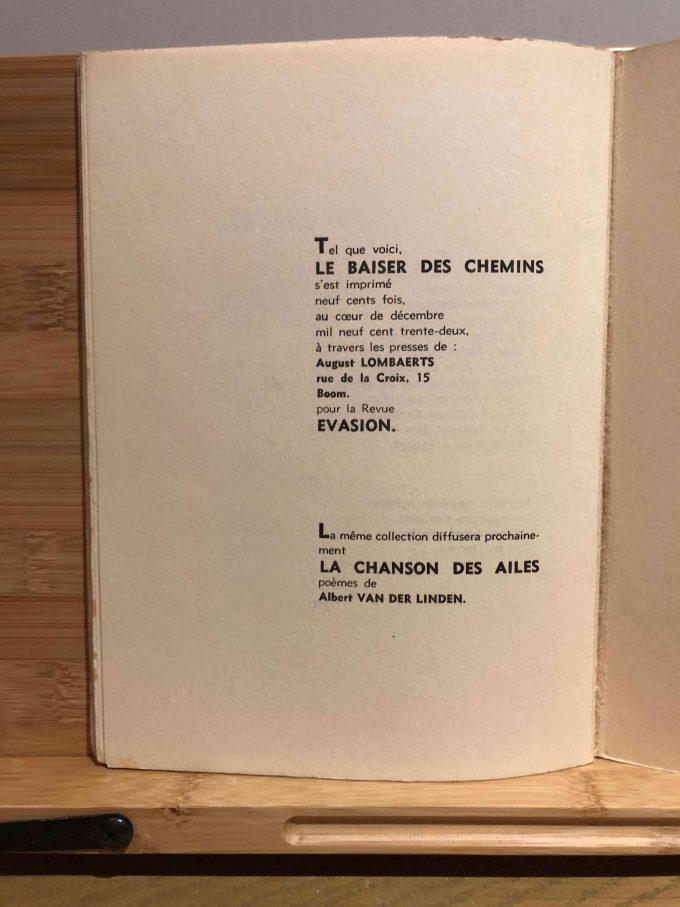 Tel que voici,
LE BAISER DES CHEMINS
s'est imprimé
neuf cents fois,
au cœur de décembre
mil neuf cent trente-deux,
à travers les presses de :
August LOMBAERTS
rue de la Croix, 15
Boom.
pour la Revue
EVASION.
La même collection diffusera prochaine-
ment
LA CHANSON DES AILES
poèmes de
Albert VAN DER LINDEN.